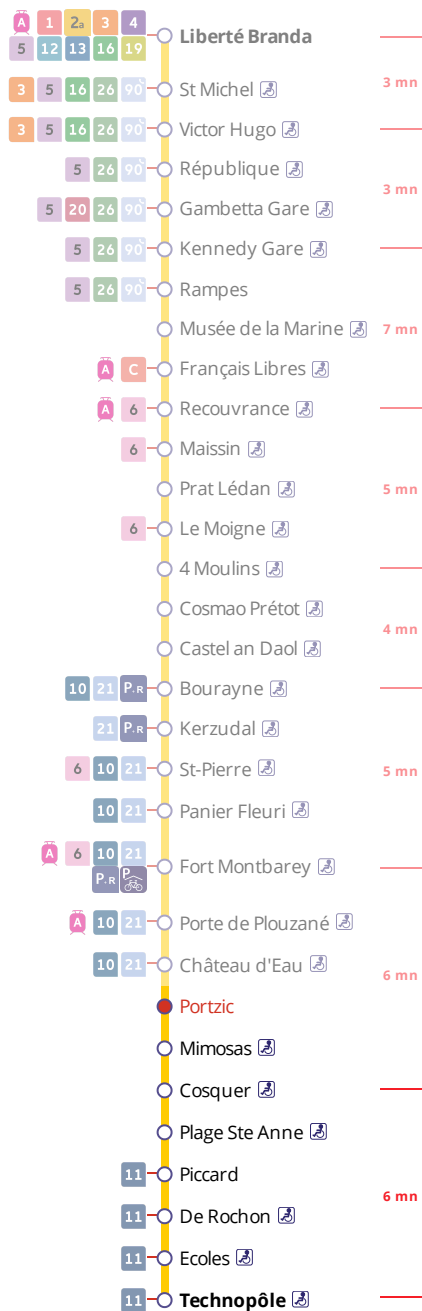 A 1 2a 3 4
5 12 13 16 19
Liberté Branda
3 mn
3 5 16 26 90 St Michel
3 5 16 26 90 Victor Hugo
5 26 90 République
3 mn
5 20 26 90 Gambetta Gare
5 26 90 Kennedy Gare
5 26 90 Rampes
Musée de la Marine 7 mn
A C Français Libres
A 6 Recouvrance
6 Maissin
Prat Lédan 5 mn
6 Le Moigne
4 Moulins
Cosmao Prétot
4 mn
Castel an Daol
10 21 P.R Bourayne
21 P.R Kerzudal
6 10 21 St-Pierre 5 mn
10 21 Panier Fleuri
A 6 10 21
P.R P
Fort Montbarey
A 10 21 Porte de Plouzané
10 21 Château d'Eau
6 mn
Portzic
Mimosas
Cosquer
Plage Ste Anne
11 Piccard
6 mn
11 De Rochon
11 Ecoles
11 Technopôle